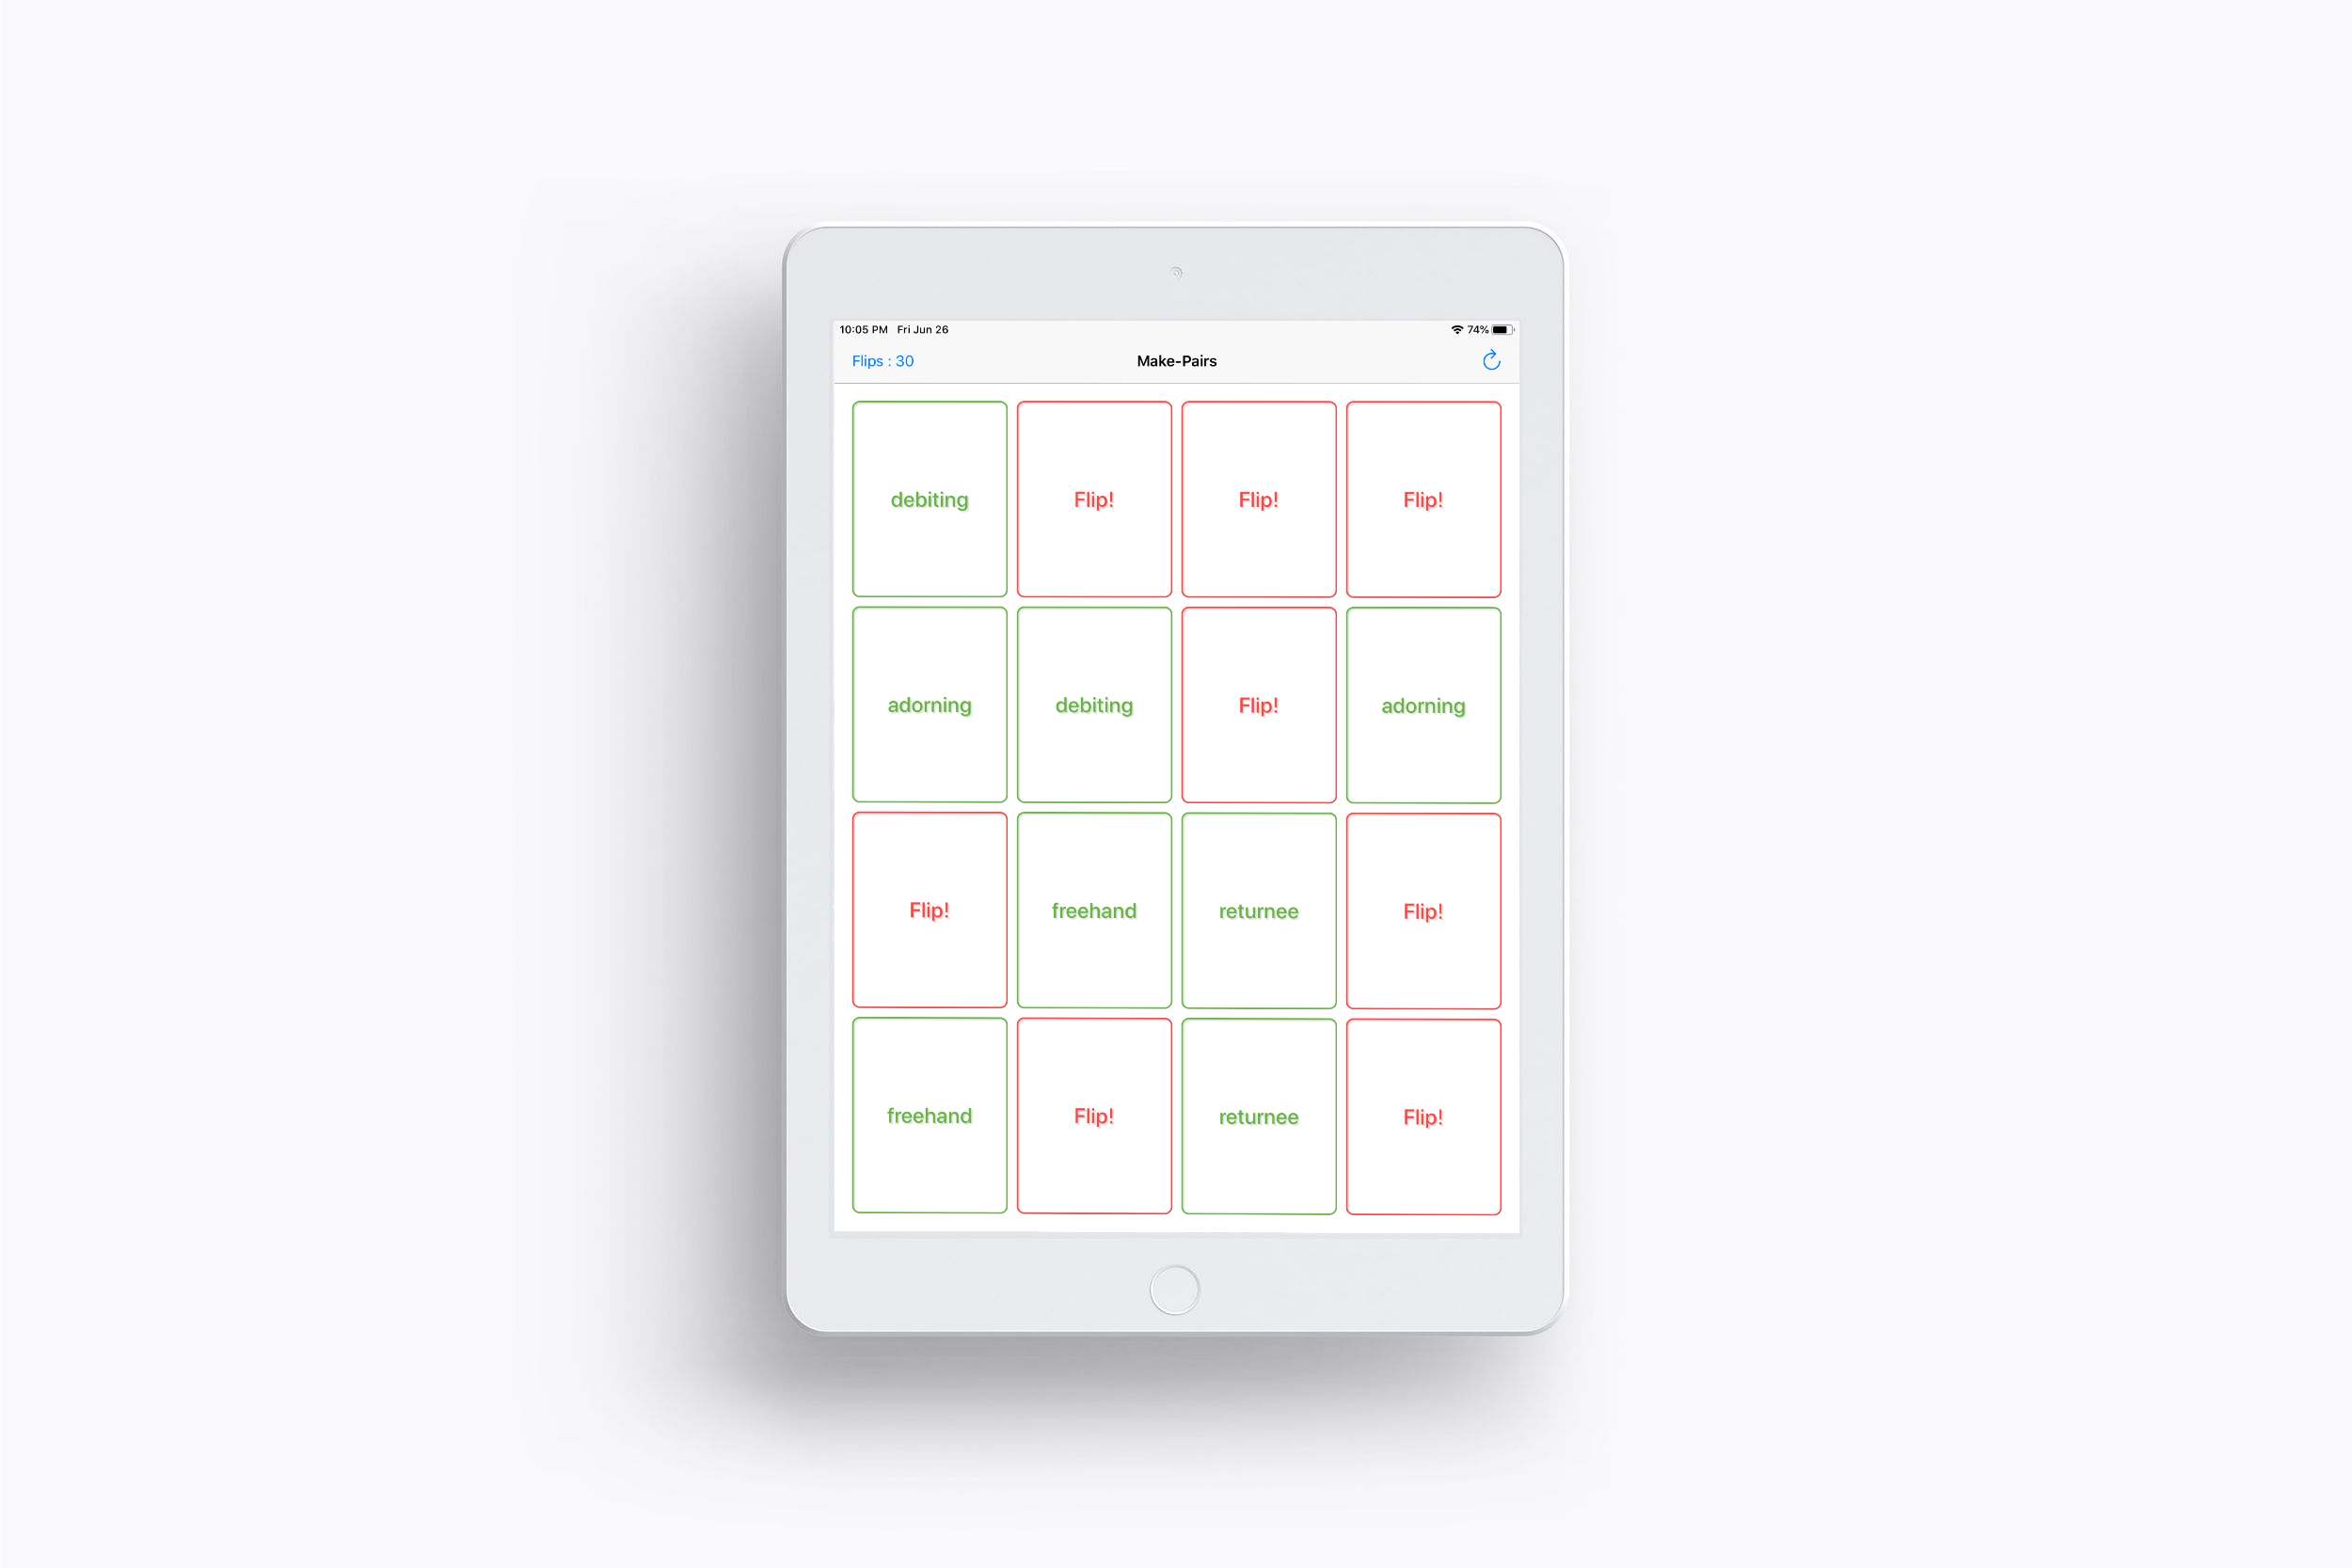 10:05 PM Fri Jun 26 74%
Flips : 30 Make-Pairs
debiting Flip! Flip! Flip!
adorning debiting Flip! adorning
Flip! freehand returnee Flip!
freehand Flip! returnee Flip!